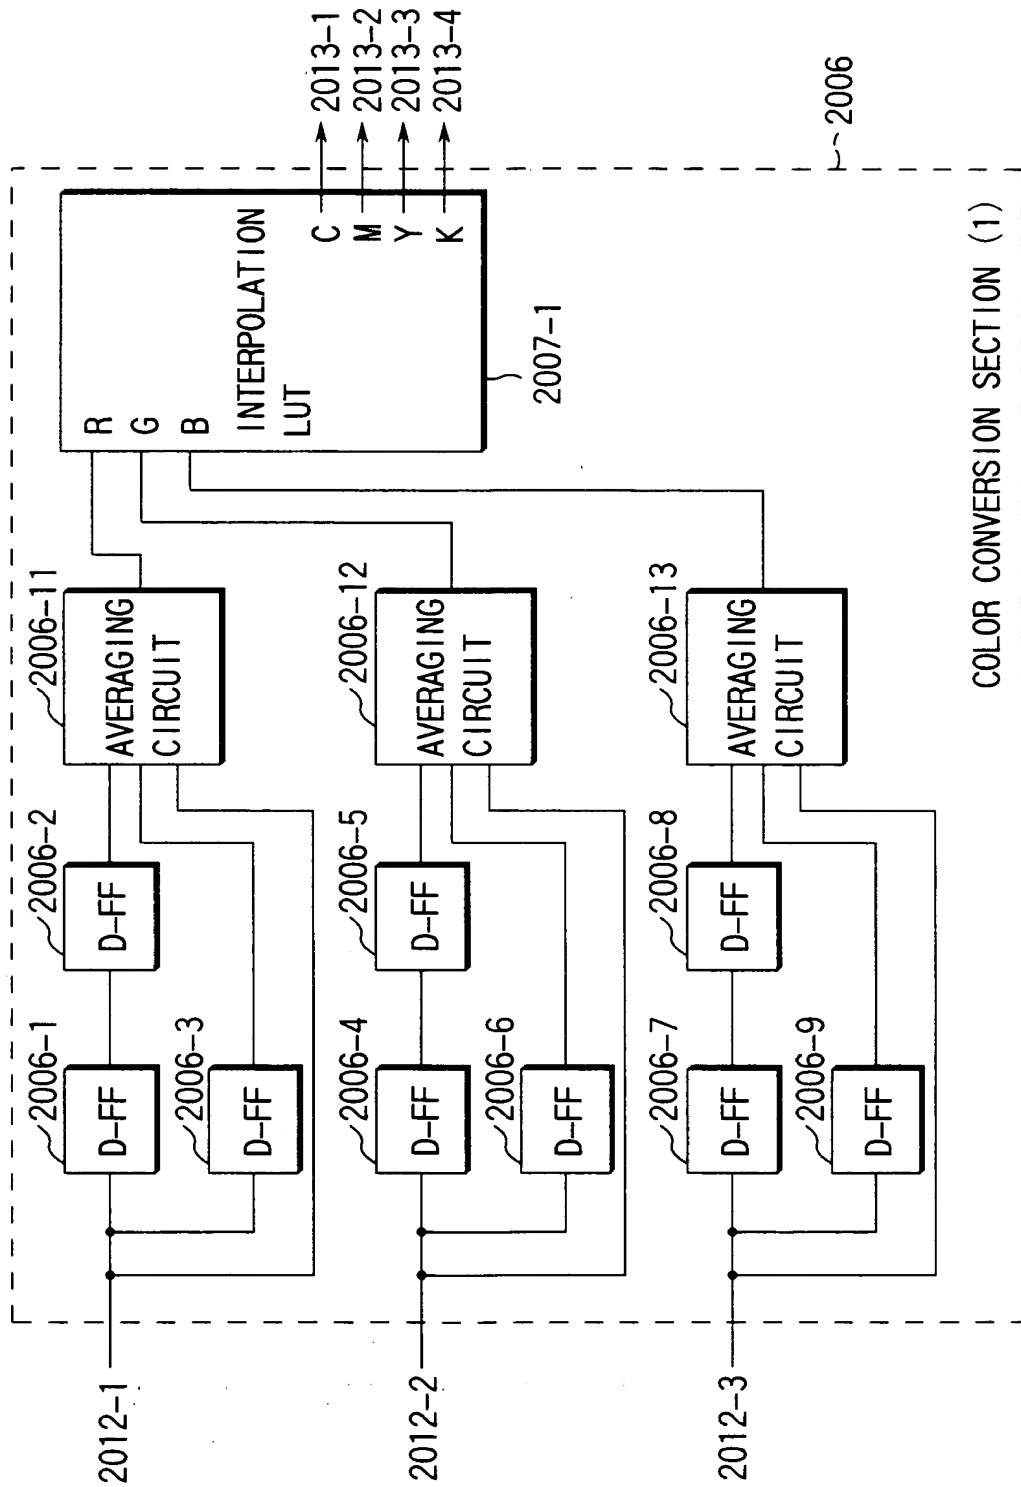 2012-1
2012-2
2012-3
2006-1
D-FF
2006-2
D-FF
2006-3
D-FF
2006-11
AVERAGING
CIRCUIT
2006-4
D-FF
2006-5
D-FF
2006-6
D-FF
2006-12
AVERAGING
CIRCUIT
2006-7
D-FF
2006-8
D-FF
2006-9
D-FF
2006-13
AVERAGING
CIRCUIT
R
G
B
INTERPOLATION
LUT
C
M
Y
K
2007-1
2013-1
2013-2
2013-3
2013-4
2006
COLOR CONVERSION SECTION (1)